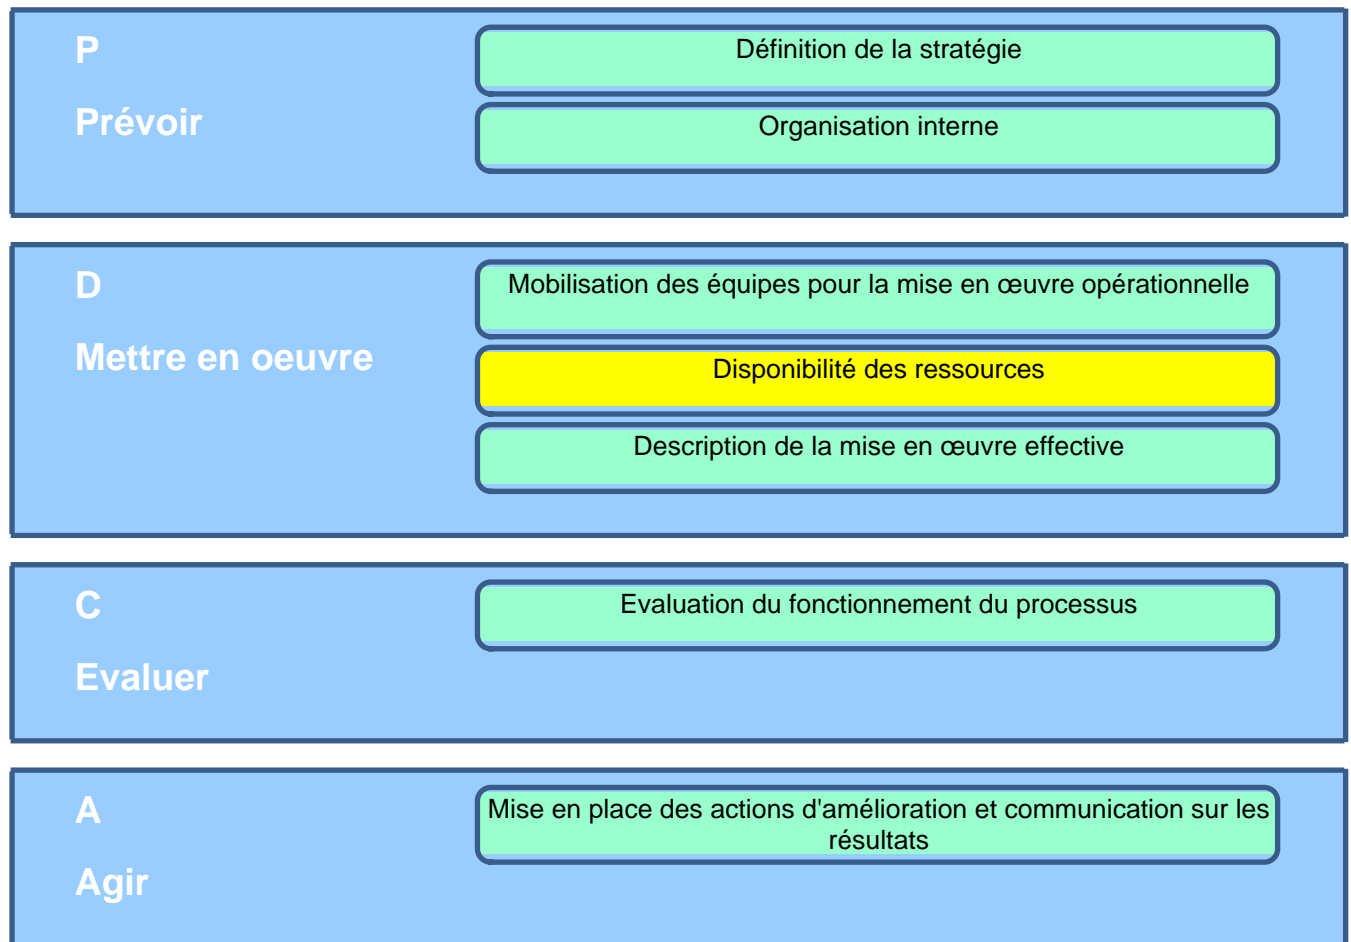 P
Prévoir
Définition de la stratégie
Organisation interne
D
Mettre en oeuvre
Mobilisation des équipes pour la mise en œuvre opérationnelle
Disponibilité des ressources
Description de la mise en œuvre effective
C
Evaluer
Evaluation du fonctionnement du processus
A
Agir
Mise en place des actions d'amélioration et communication sur les
résultats